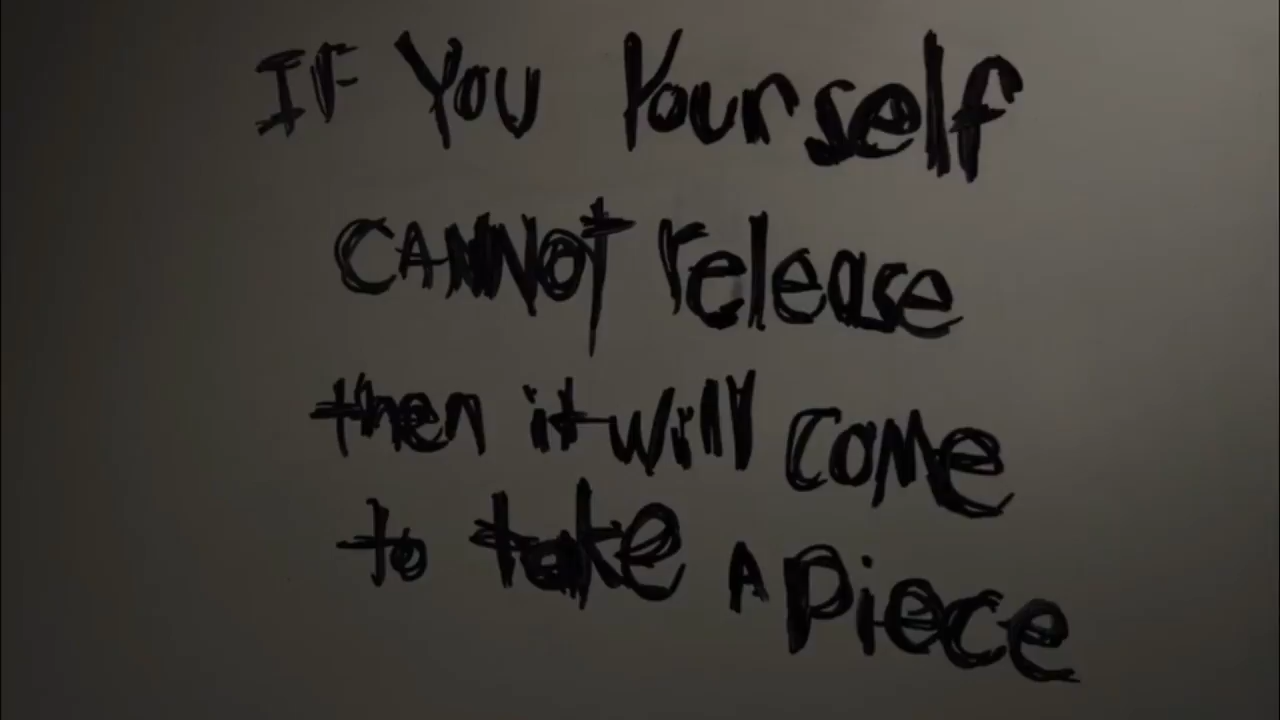 IF You Yourself
CANNOt release
then it will come
to take A piece